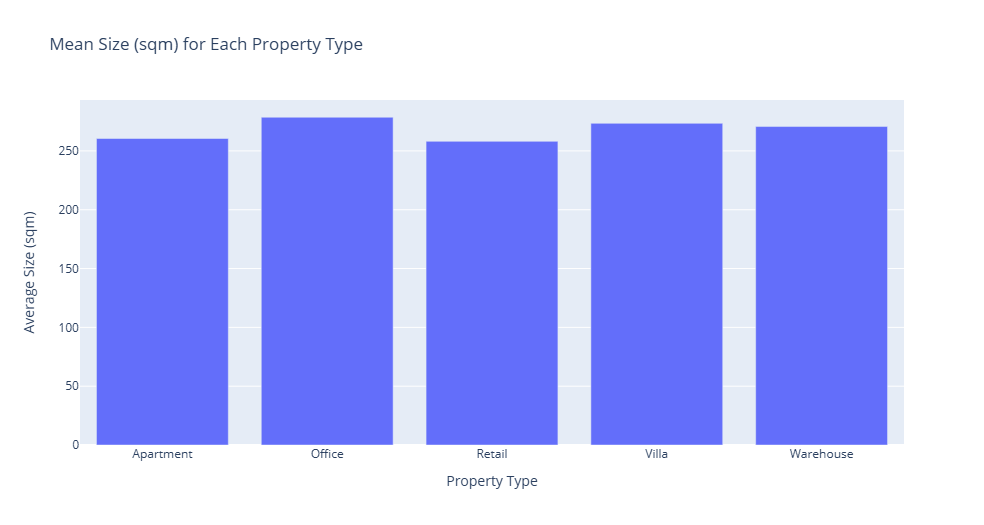 Mean Size (sqm) for Each Property Type
Average Size (sqm)
250
200
150
100
50
0
Apartment
Office
Retail
Villa
Warehouse
Property Type